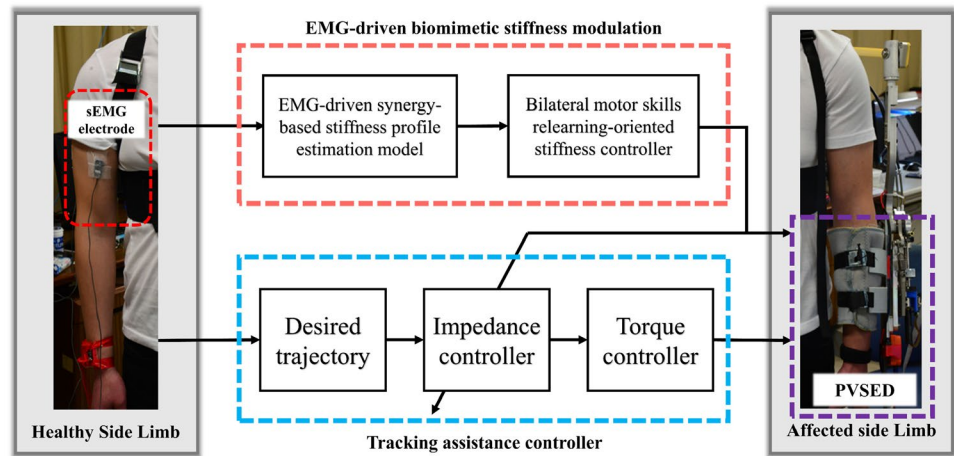 EMG-driven biomimetic stiffness modulation
sEMG
electrode
EMG-driven synergy-
based stiffness profile
estimation model
Bilateral motor skills
relearning-oriented
stiffness controller
Desired
trajectory
Impedance
controller
Torque
controller
PVSED
Healthy Side Limb
Tracking assistance controller
Affected side Limb